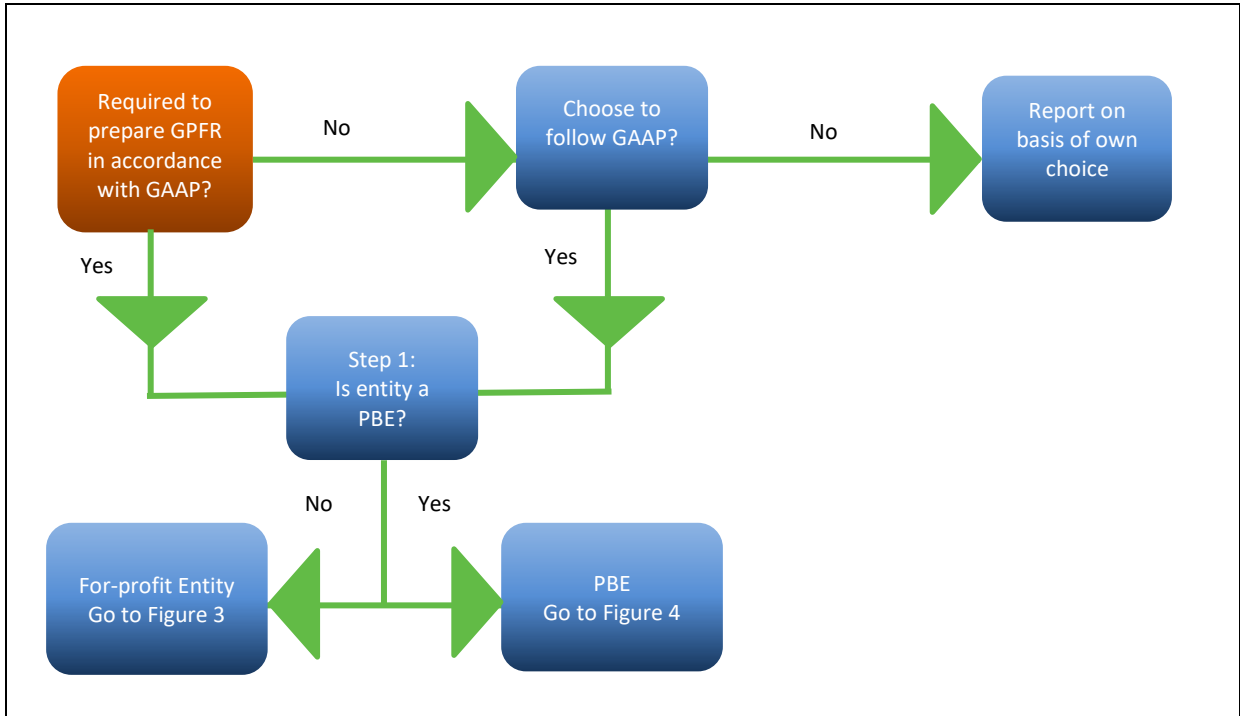 Required to
prepare GPFR
in accordance
with GAAP?
No
Choose to
follow GAAP?
No
Report on
basis of own
choice
Yes
Yes
Step 1:
Is entity a
PBE?
No
Yes
For-profit Entity
Go to Figure 3
PBE
Go to Figure 4